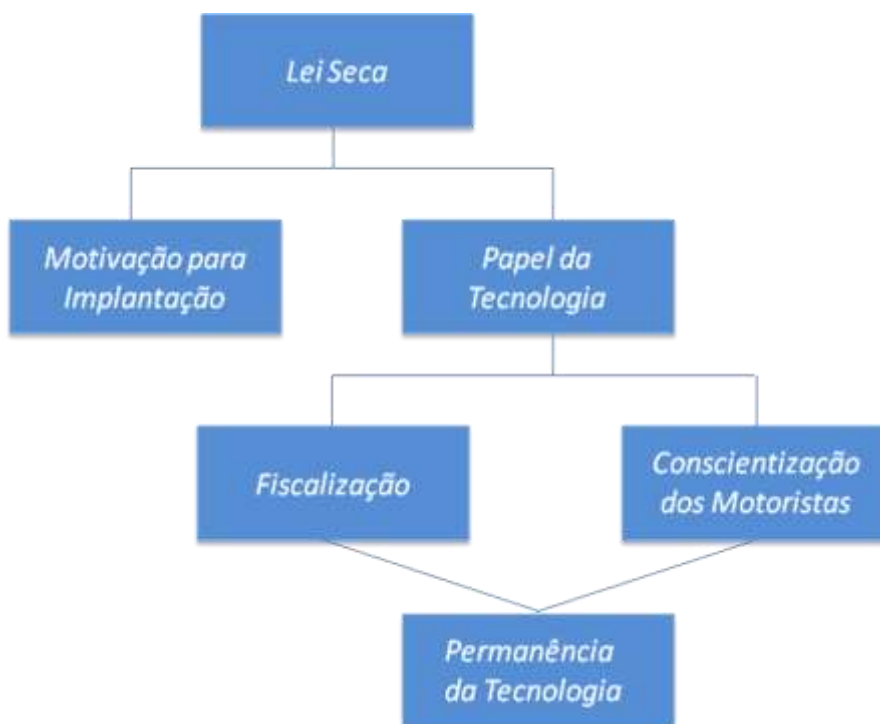 Lei Seca
Motivação para
Implantação
Papel da
Tecnologia
Fiscalização
Conscientização
dos Motoristas
Permanência
da Tecnologia